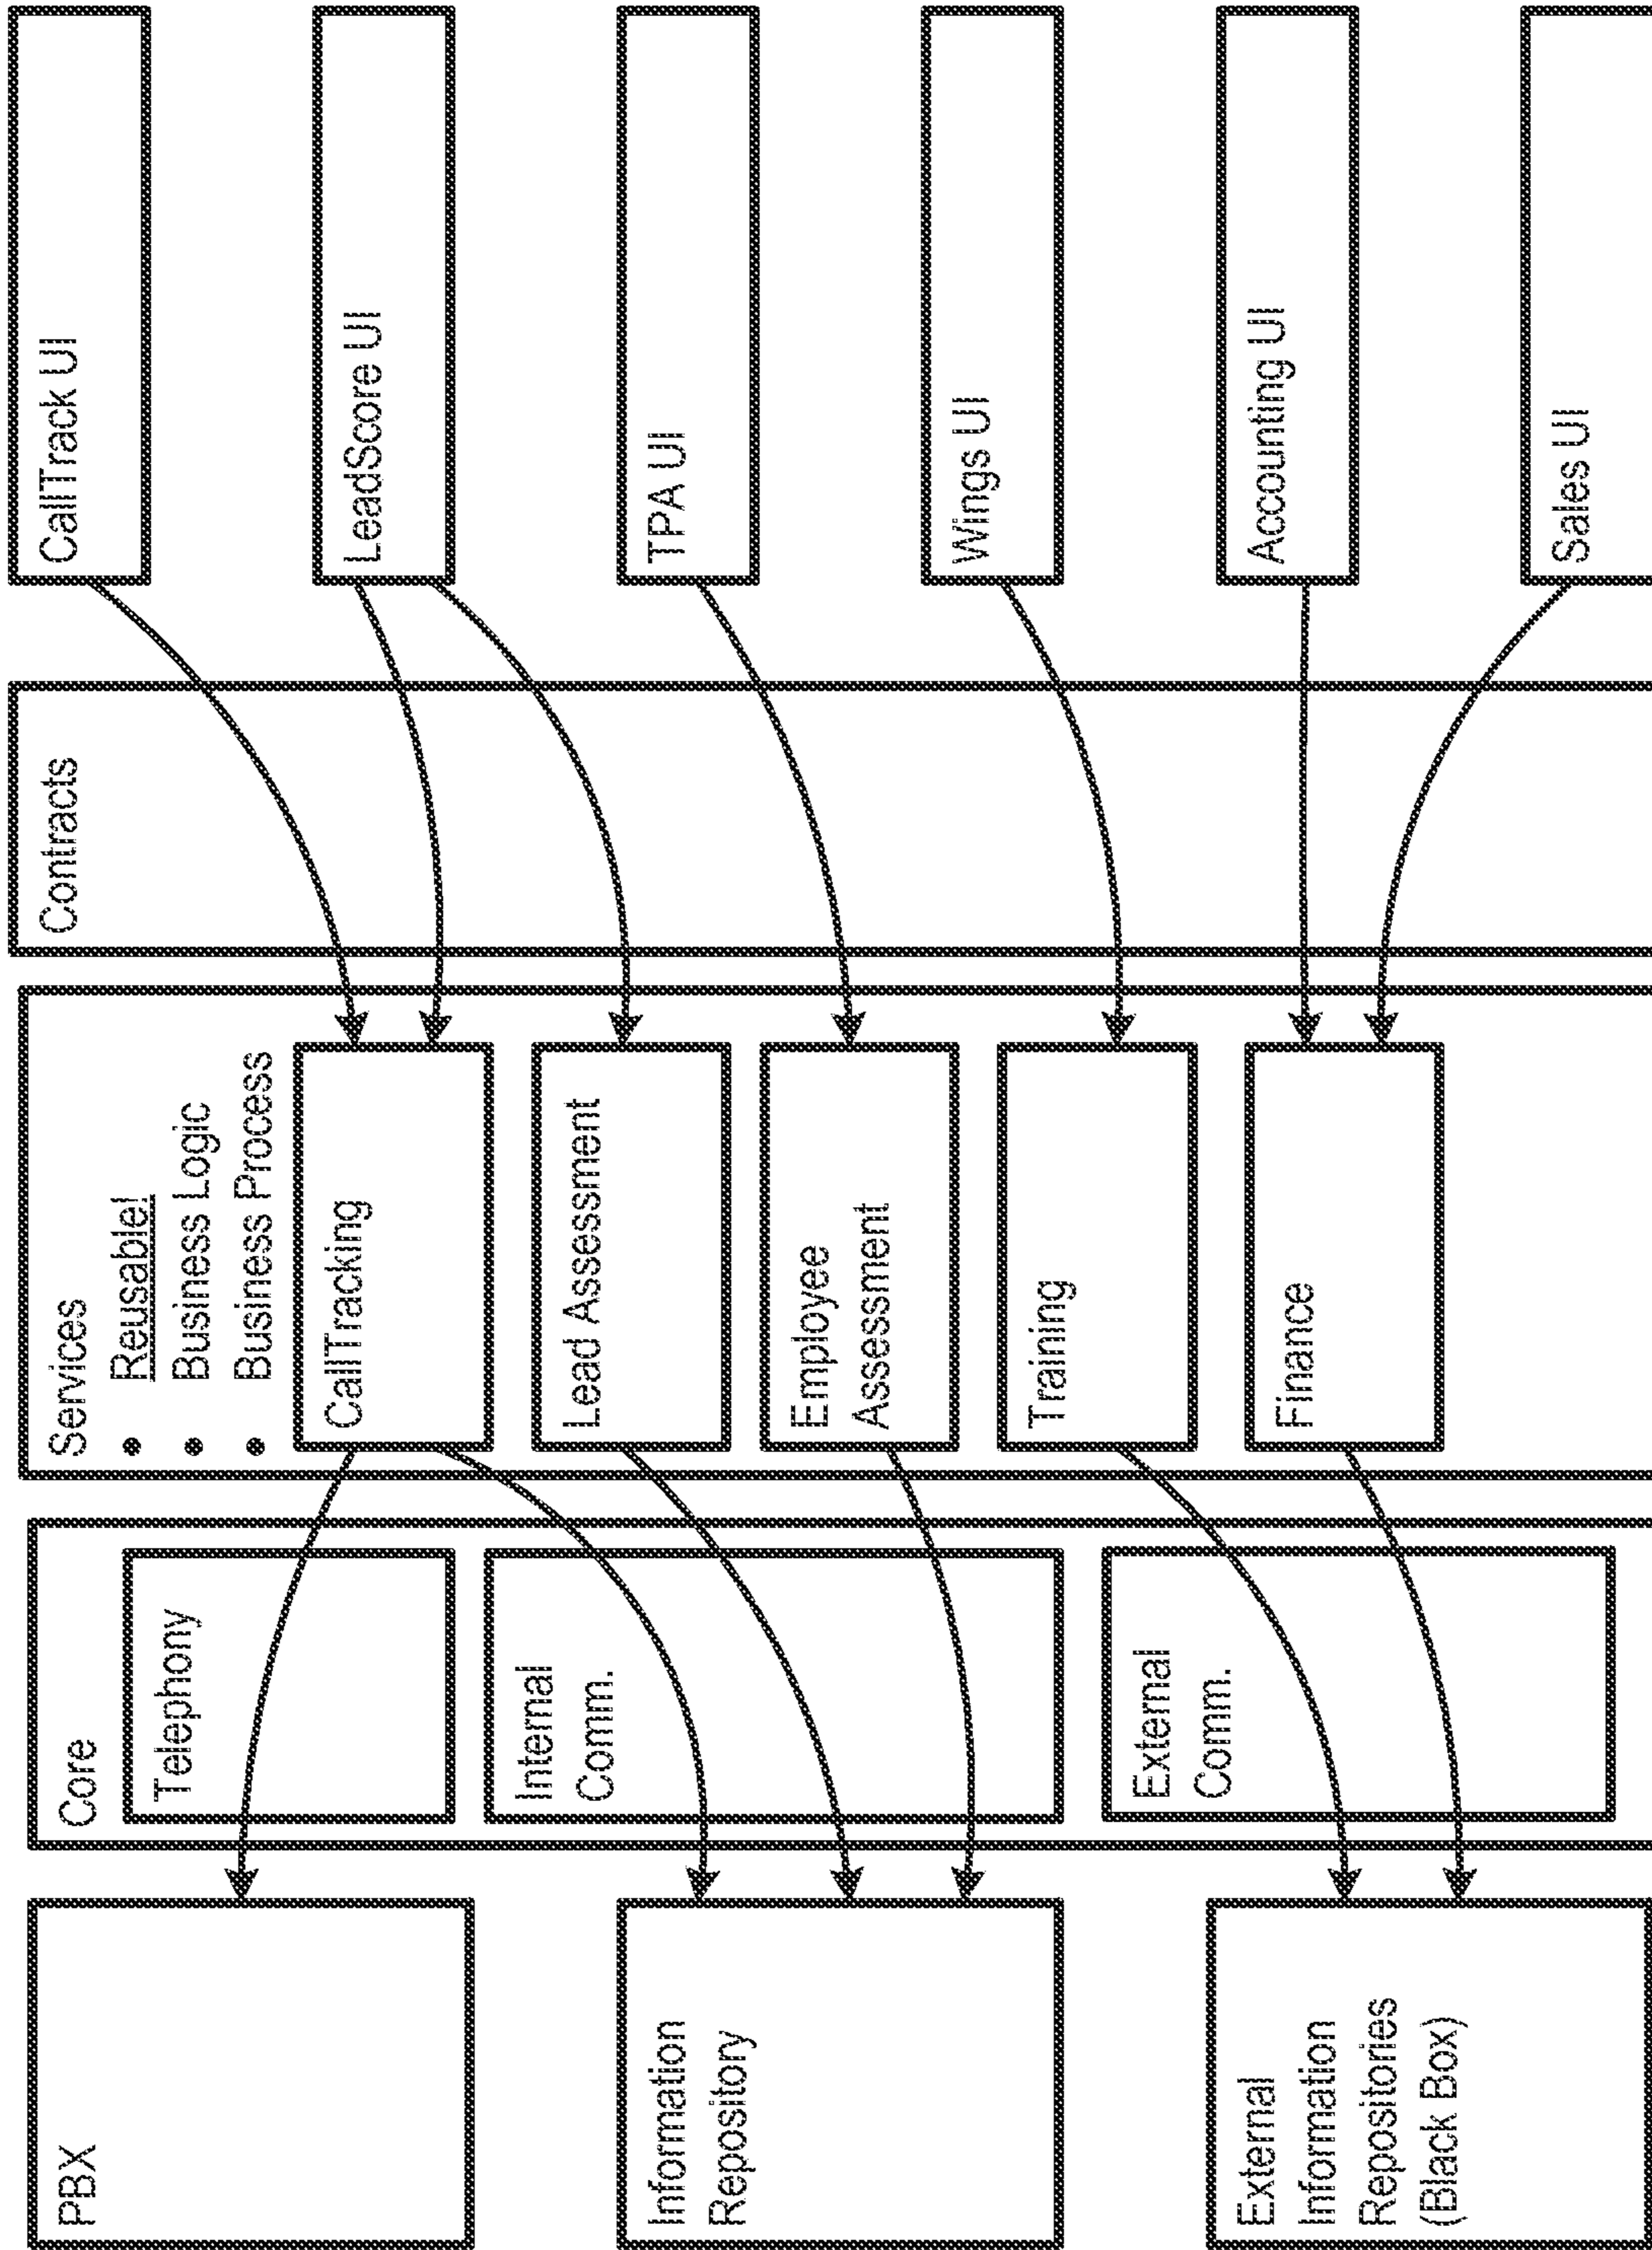 PBX
Information
Repository
External
Information
Repositories
(Black Box)
Core
Telephony
Internal
Comm.
External
Comm.
Services
• Reusable!
• Business Logic
• Business Process
CallTracking
Lead Assessment
Employee
Assessment
Training
Finance
Contracts
CallTrack UI
LeadScore UI
TPA UI
Wings UI
Accounting UI
Sales UI